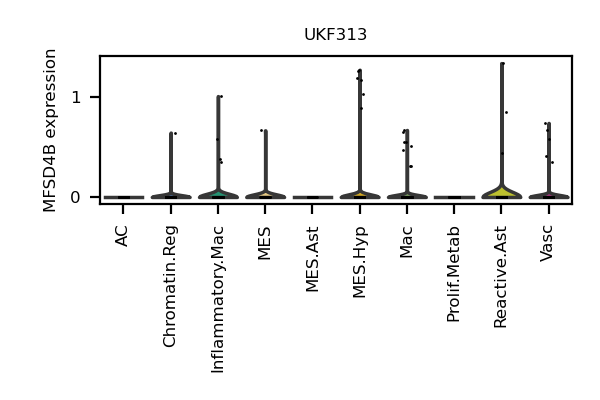 UKF313
MFSD4B expression
1
0
AC
Chromatin.Reg
Inflammatory.Mac
MES
MES.Ast
MES.Hyp
Mac
Prolif.Metab
Reactive.Ast
Vasc